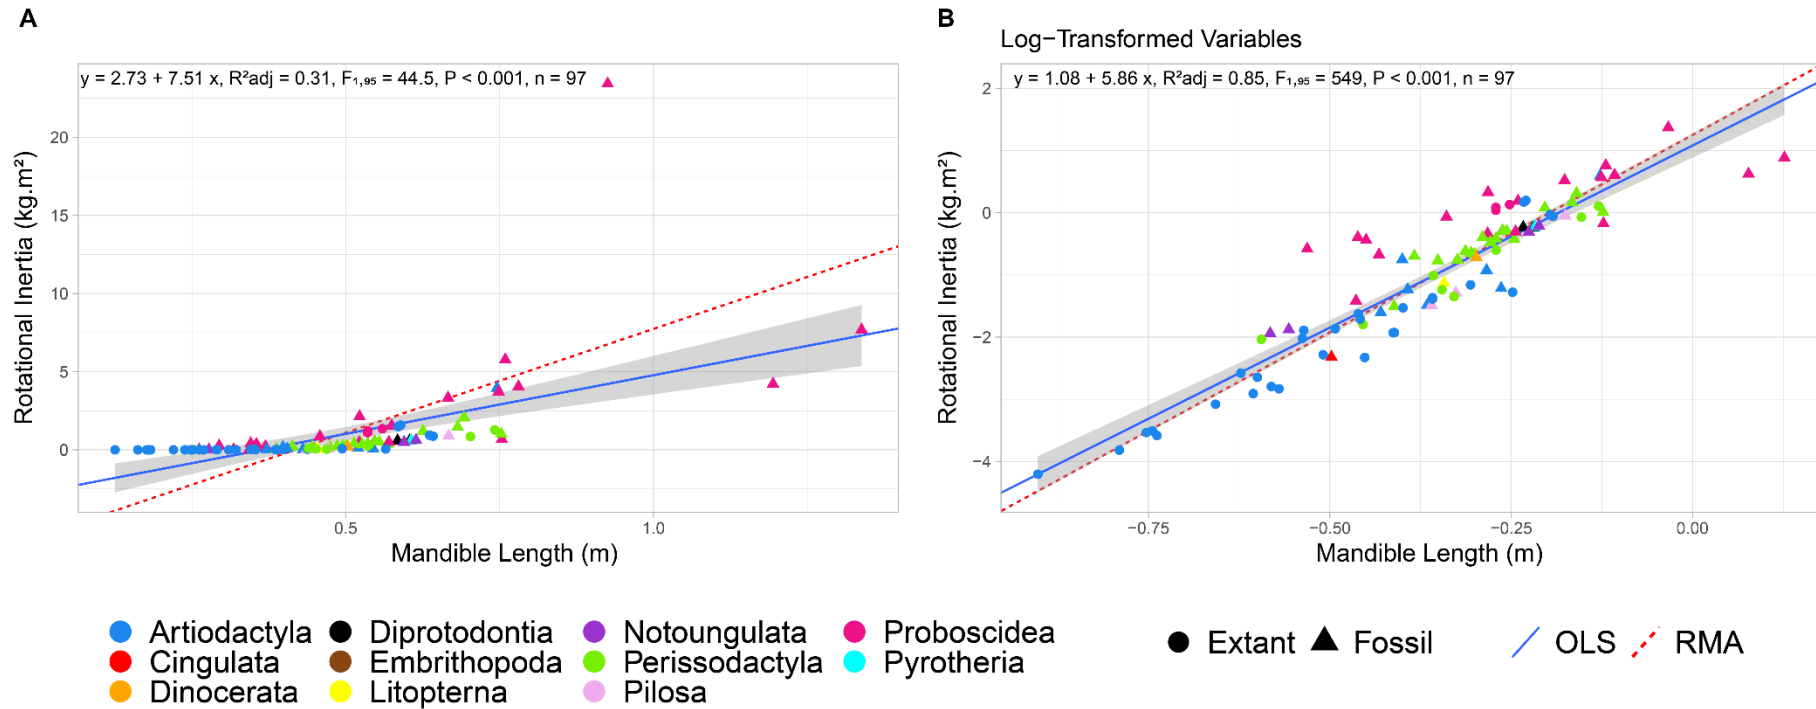 A
y = 2.73 + 7.51 x, R²adj = 0.31, F₁,₉₅ = 44.5, P < 0.001, n = 97
Rotational Inertia (kg.m²)
20
15
10
5
0
0.5
1.0
Mandible Length (m)
B
Log−Transformed Variables
y = 1.08 + 5.86 x, R²adj = 0.85, F₁,₉₅ = 549, P < 0.001, n = 97
Rotational Inertia (kg.m²)
2
0
−2
−4
−0.75
−0.50
−0.25
0.00
Mandible Length (m)
Artiodactyla
Cingulata
Dinocerata
Diprotodontia
Embrithopoda
Litopterna
Notoungulata
Perissodactyla
Pilosa
Proboscidea
Pyrotheria
Extant
Fossil
OLS
RMA